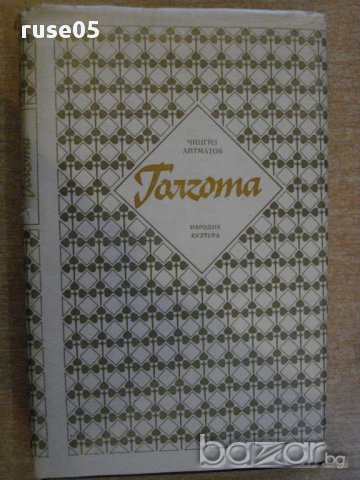 ruse05
ЧИНГИЗ
АЙТМАТОВ
Голгота
НАРОДНА
КУЛТУРА
bazar.bg